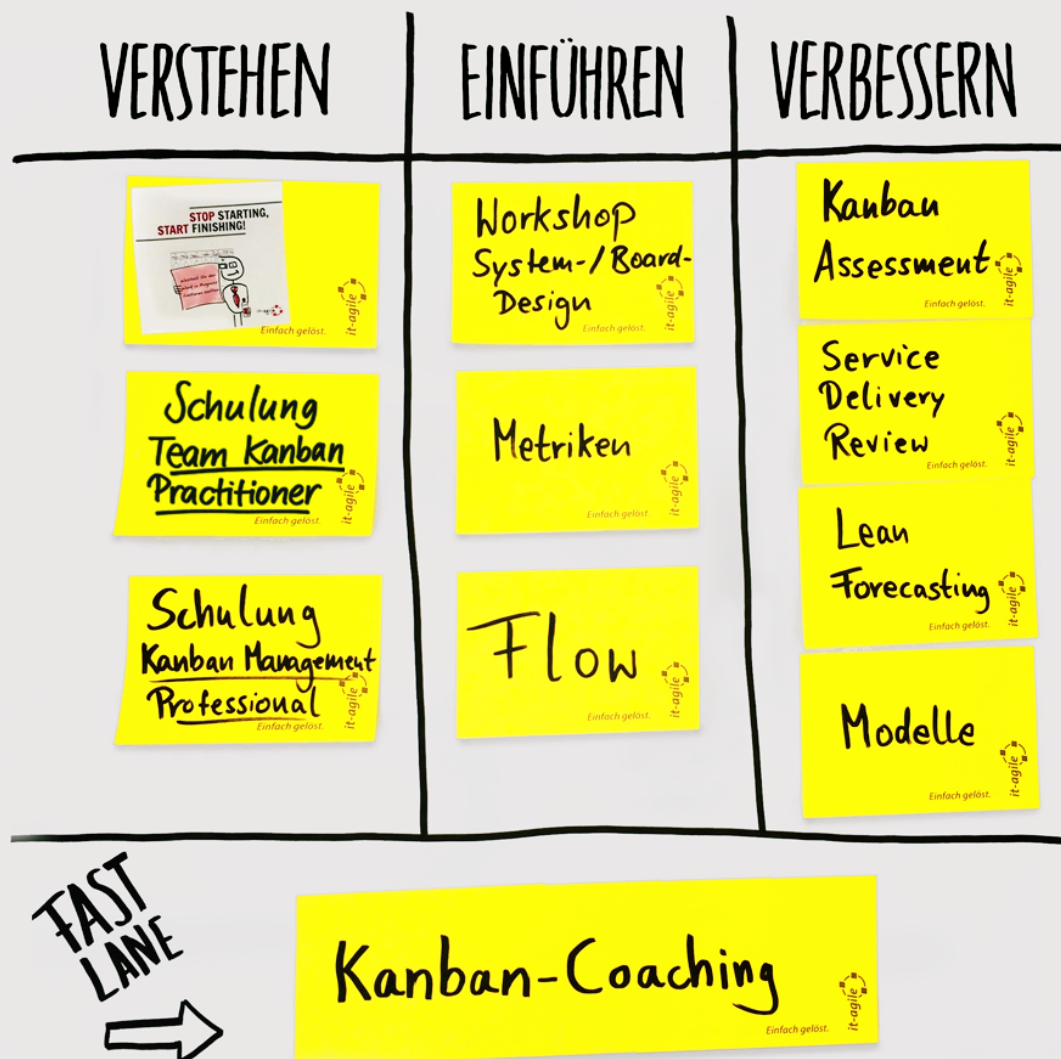 VERSTEHEN
EINFÜHREN
VERBESSERN
STOP STARTING,
START FINISHING!
it-agile
Einfach gelöst.
it-agile
Schulung
Team Kanban
Practitioner
Einfach gelöst.
it-agile
Schulung
Kanban Management
Professional
Einfach gelöst.
it-agile
Workshop
System-/Board-
Design
Einfach gelöst.
it-agile
Metriken
Einfach gelöst.
it-agile
Flow
Einfach gelöst.
it-agile
Kanban
Assessment
Einfach gelöst.
it-agile
Service
Delivery
Review
Einfach gelöst.
it-agile
Lean
Forecasting
Einfach gelöst.
it-agile
Modelle
Einfach gelöst.
it-agile
FAST
LANE
Kanban-Coaching
Einfach gelöst.
it-agile